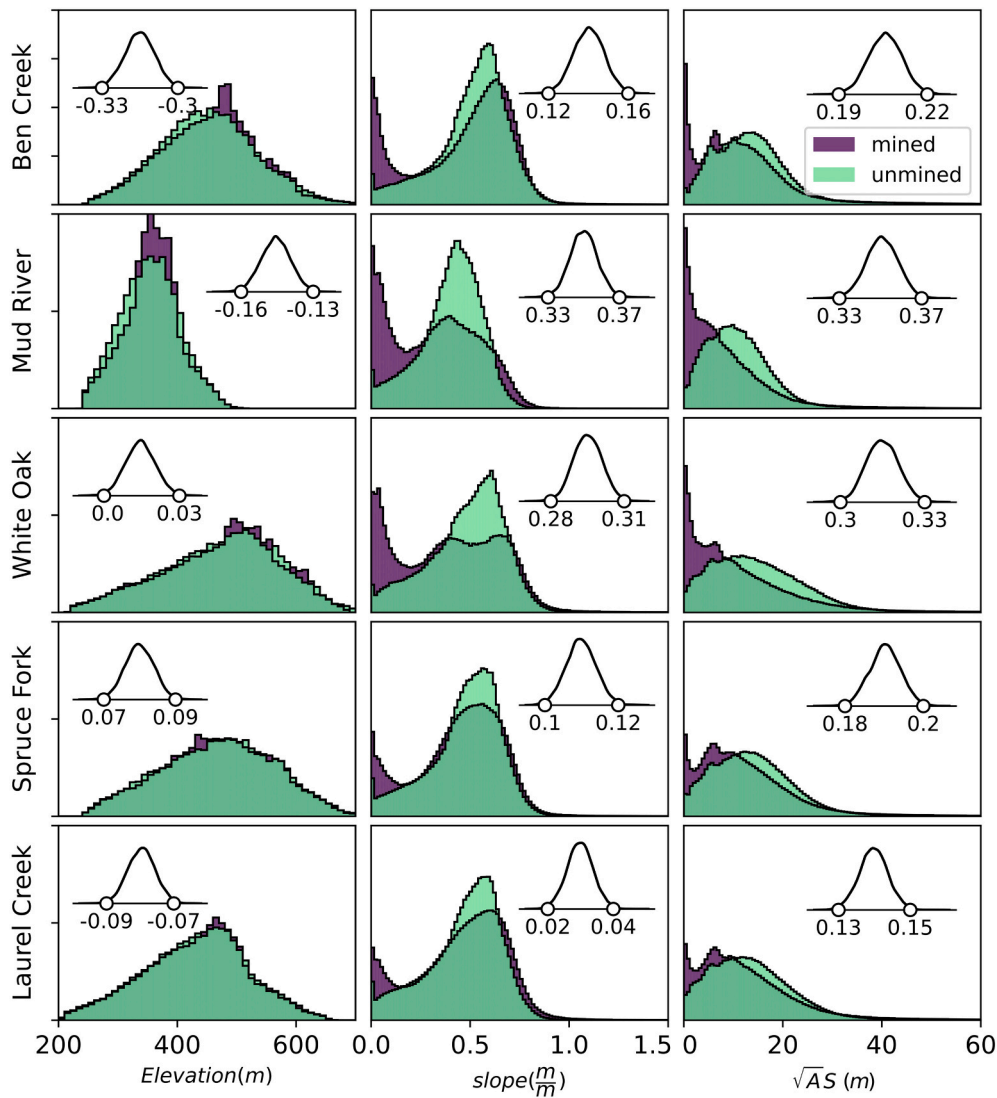 Ben Creek
-0.33 -0.3
0.12 0.16
0.19 0.22
mined
unmined
Mud River
-0.16 -0.13
0.33 0.37
0.33 0.37
White Oak
0.0 0.03
0.28 0.31
0.3 0.33
Spruce Fork
0.07 0.09
0.1 0.12
0.18 0.2
Laurel Creek
-0.09 -0.07
0.02 0.04
0.13 0.15
200 400 600
0.0 0.5 1.0 1.5
0 20 40 60
Elevation(m)
slope(m/m)
√AS (m)